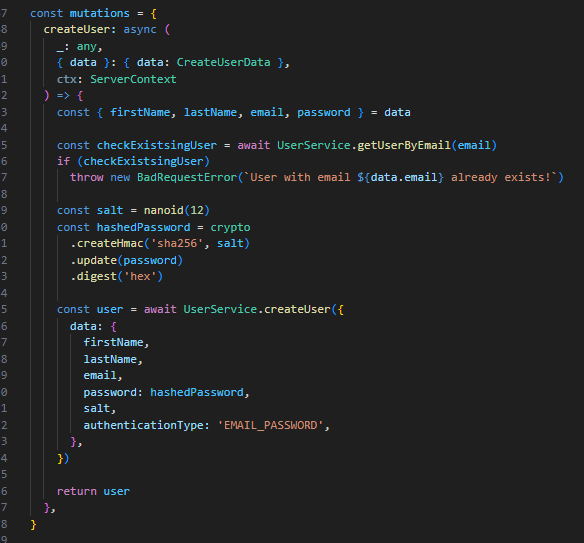 7 const mutations = {
8 createUser: async (
9 _: any,
0 { data }: { data: CreateUserData },
1 ctx: ServerContext
2 ) => {
3 const { firstName, lastName, email, password } = data
4
5 const checkExistsingUser = await UserService.getUserByEmail(email)
6 if (checkExistsingUser)
7 throw new BadRequestError(`User with email ${data.email} already exists!`)
8
9 const salt = nanoid(12)
0 const hashedPassword = crypto
1 .createHmac('sha256', salt)
2 .update(password)
3 .digest('hex')
4
5 const user = await UserService.createUser({
6 data: {
7 firstName,
8 lastName,
9 email,
0 password: hashedPassword,
1 salt,
2 authenticationType: 'EMAIL_PASSWORD',
3 },
4 })
5
6 return user
7 },
8 }
9